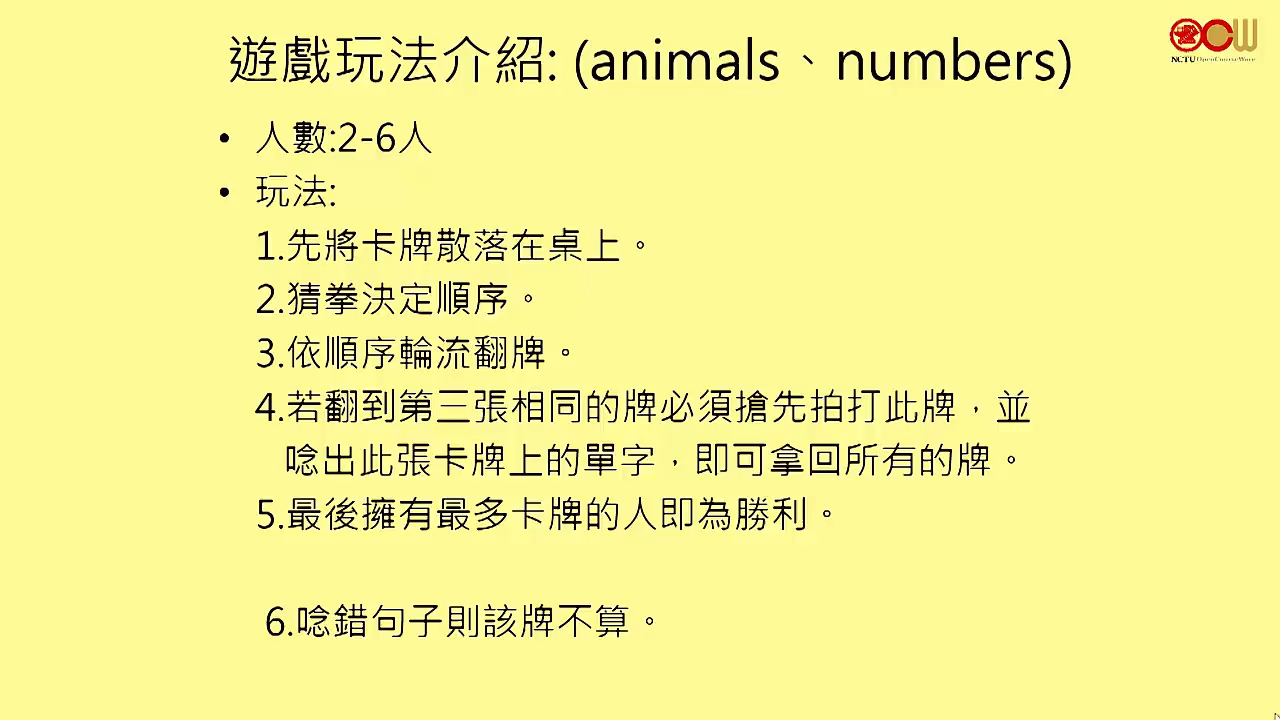 遊戲玩法介紹: (animals、numbers)
OCW
NCTU OpenCourseWare
• 人數:2-6人
• 玩法:
1.先將卡牌散落在桌上。
2.猜拳決定順序。
3.依順序輪流翻牌。
4.若翻到第三張相同的牌必須搶先拍打此牌，並
唸出此張卡牌上的單字，即可拿回所有的牌。
5.最後擁有最多卡牌的人即為勝利。
6.唸錯句子則該牌不算。